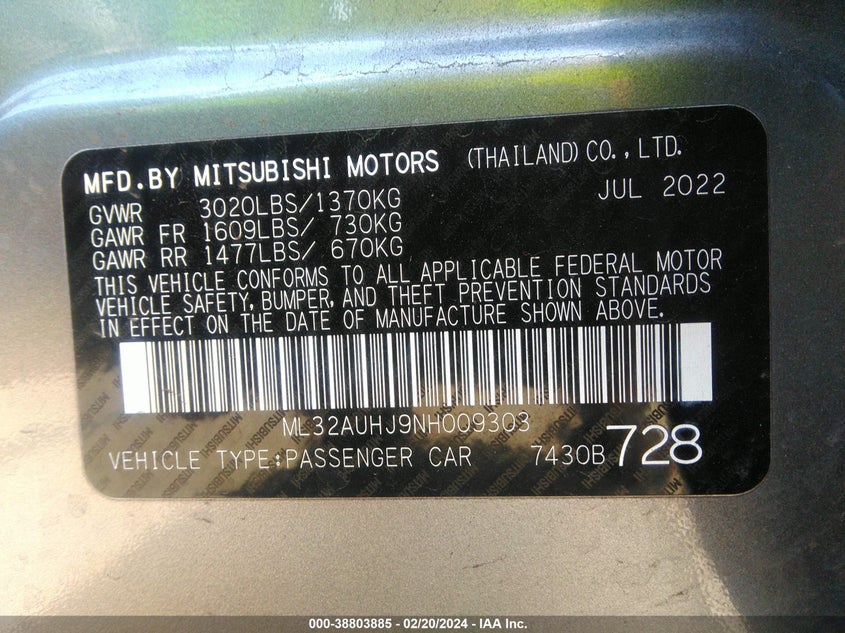 MFD.BY MITSUBISHI MOTORS (THAILAND) CO.,LTD.
GVWR 3020LBS/1370KG JUL 2022
GAWR FR 1609LBS/ 730KG
GAWR RR 1477LBS/ 670KG
THIS VEHICLE CONFORMS TO ALL APPLICABLE FEDERAL MOTOR
VEHICLE SAFETY, BUMPER, AND THEFT PREVENTION STANDARDS
IN EFFECT ON THE DATE OF MANUFACTURE SHOWN ABOVE.
ML32AUHJ9NH009303
VEHICLE TYPE:PASSENGER CAR 7430B 728
000-38803885 - 02/20/2024 - IAA Inc.